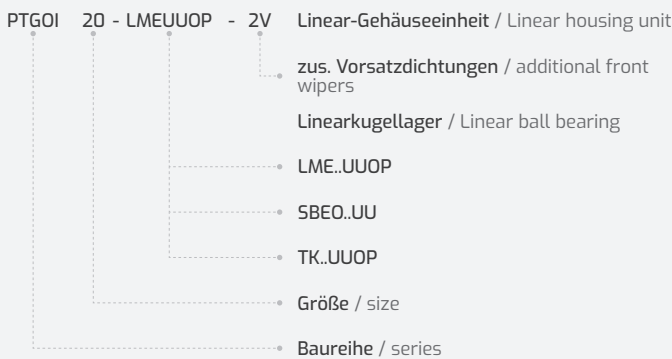 PTGOI 20 - LMEUUOP - 2V Linear-Gehäuseeinheit / Linear housing unit
zus. Vorsatzdichtungen / additional front
wipers
Linearkugellager / Linear ball bearing
LME..UUOP
SBEO..UU
TK..UUOP
Größe / size
Baureihe / series